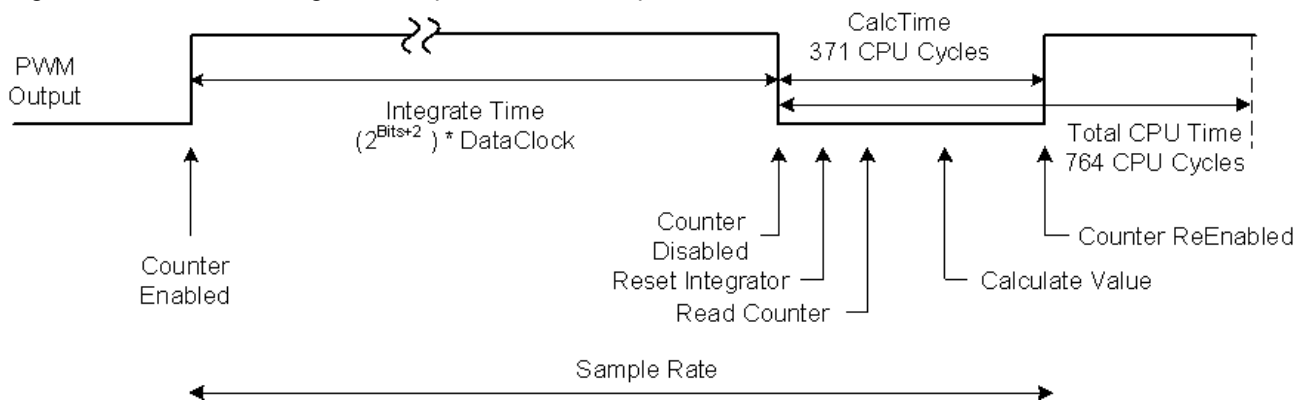 CalcTime
371 CPU Cycles
PWM
Output
Integrate Time
(2^Bits+2 ) * DataClock
Total CPU Time
764 CPU Cycles
Counter
Disabled
Counter ReEnabled
Counter
Enabled
Reset Integrator
Calculate Value
Read Counter
Sample Rate